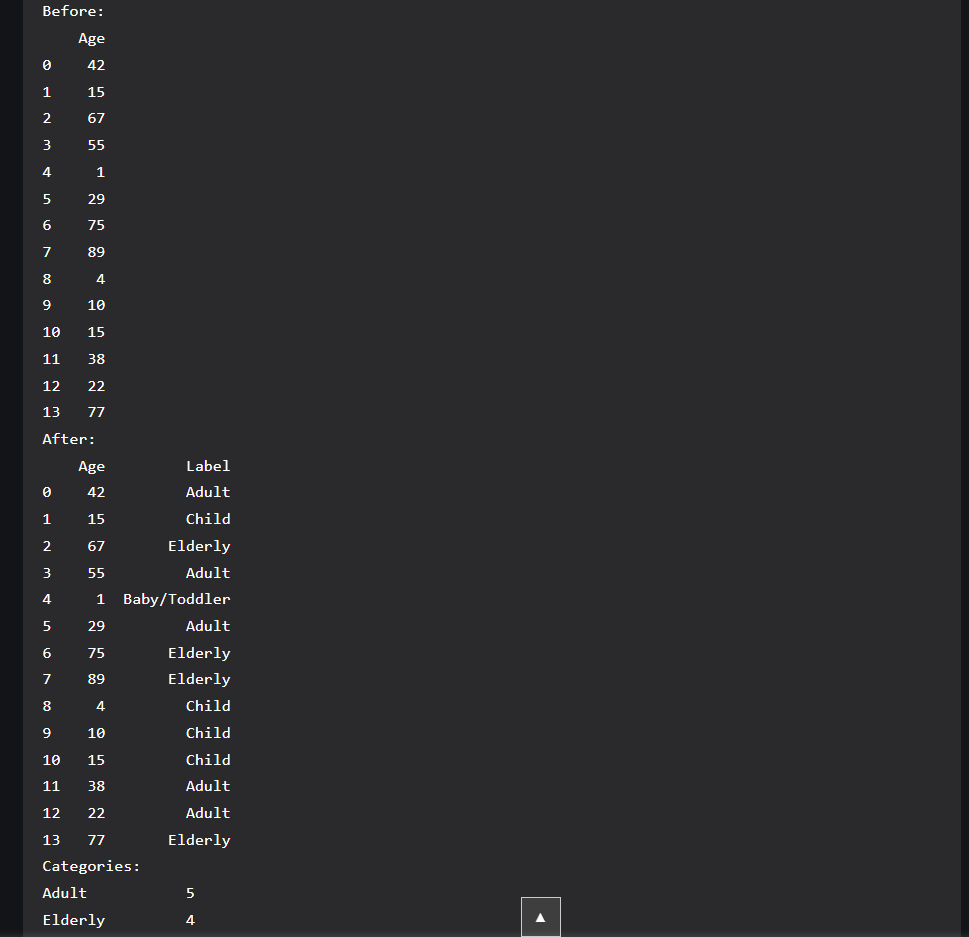 Before:
    Age
0    42
1    15
2    67
3    55
4     1
5    29
6    75
7    89
8     4
9    10
10   15
11   38
12   22
13   77
After:
    Age         Label
0    42         Adult
1    15         Child
2    67       Elderly
3    55         Adult
4     1  Baby/Toddler
5    29         Adult
6    75       Elderly
7    89       Elderly
8     4         Child
9    10         Child
10   15         Child
11   38         Adult
12   22         Adult
13   77       Elderly
Categories:
Adult           5
Elderly         4